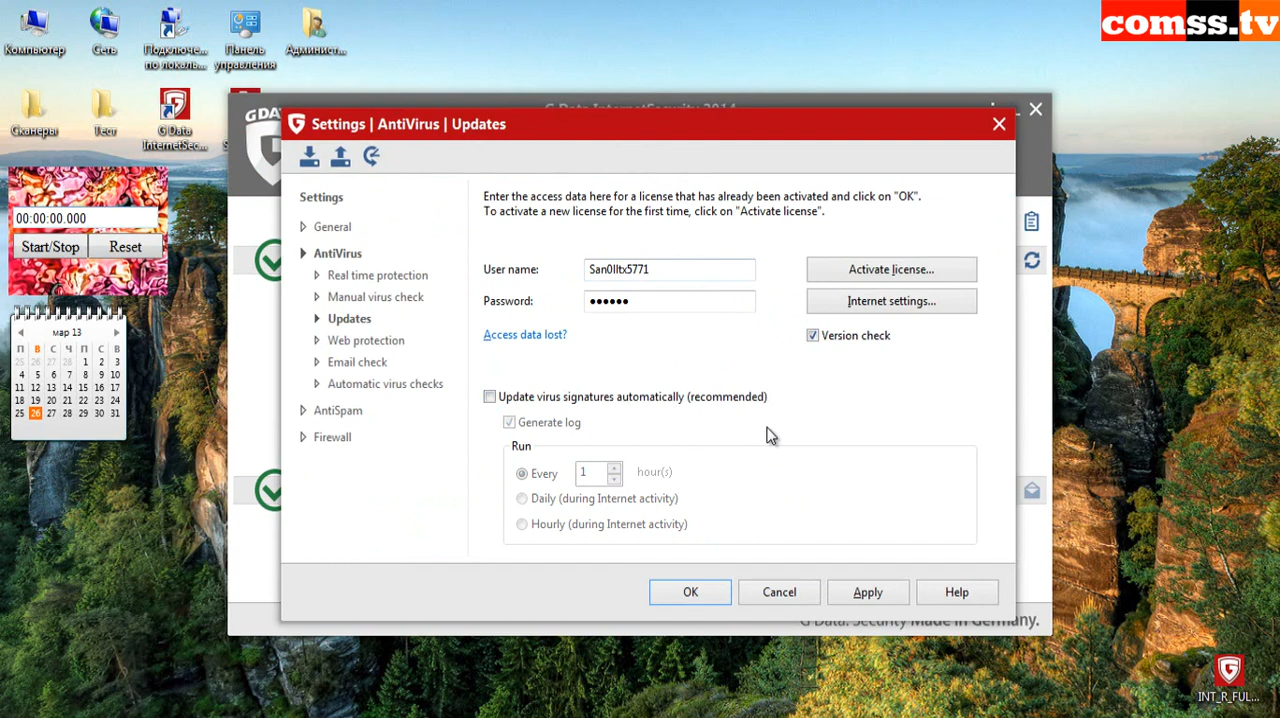 comss.tv
Компьютер
Сеть
Подключе...
по локаль...
Панель
управления
Админист...
Сканеры
Тест
G Data
InternetSec...
G Data InternetSecurity 2014
Settings | AntiVirus | Updates
00:00:00.000
Start/Stop
Reset
мар 13
П В С Ч П С В
25 26 27 28 1 2 3
4 5 6 7 8 9 10
11 12 13 14 15 16 17
18 19 20 21 22 23 24
25 26 27 28 29 30 31
Settings
General
AntiVirus
Real time protection
Manual virus check
Updates
Web protection
Email check
Automatic virus checks
AntiSpam
Firewall
Enter the access data here for a license that has already been activated and click on "OK".
To activate a new license for the first time, click on "Activate license".
User name:
San0lltx5771
Activate license...
Password:
●●●●●●
Internet settings...
Access data lost?
Version check
Update virus signatures automatically (recommended)
Generate log
Run
Every 1 hour(s)
Daily (during Internet activity)
Hourly (during Internet activity)
OK
Cancel
Apply
Help
G Data. Security Made in Germany.
INT_R_FUL...